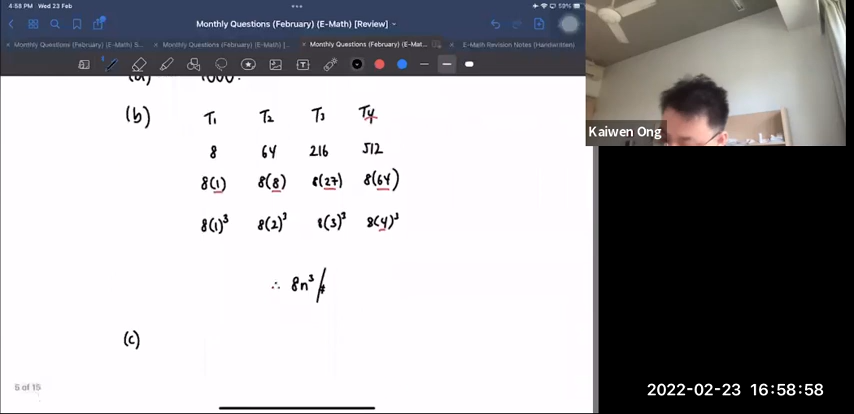 4:58 PM Wed 23 Feb
59%
Monthly Questions (February) (E-Math) [Review]
Monthly Questions (February) (E-Math) S...
Monthly Questions (February) (E-Math) [...
Monthly Questions (February) (E-Mat...
E-Math Revision Notes (Handwritten)
(a) 1000.
(b) T1 T2 T3 T4
8 64 216 512
8(1) 8(8) 8(27) 8(64)
8(1)³ 8(2)³ 8(3)³ 8(4)³
∴ 8n³
(c)
5 of 15
Kaiwen Ong
2022-02-23 16:58:58